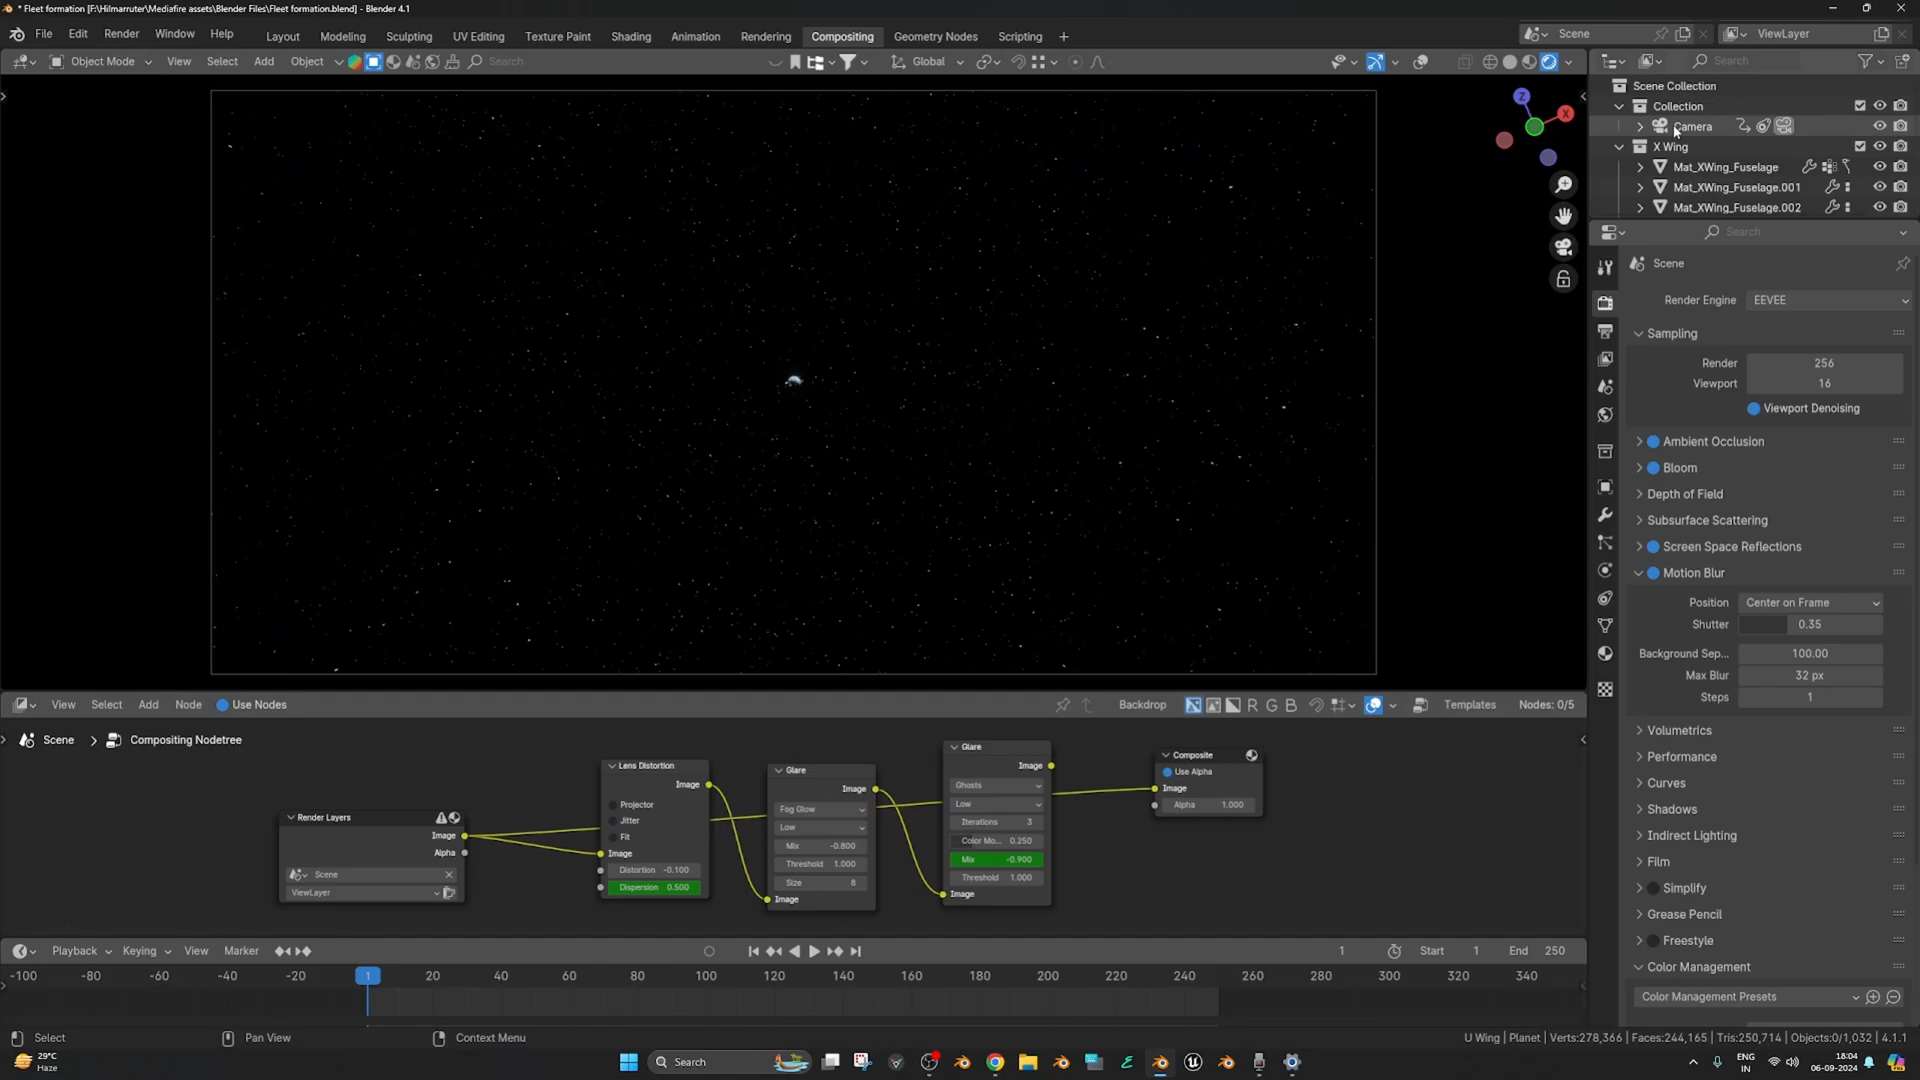 * Fleet formation [F:\Hilmarruter\Mediafire assets\Blender Files\Fleet formation.blend] - Blender 4.1
File Edit Render Window Help Layout Modeling Sculpting UV Editing Texture Paint Shading Animation Rendering Compositing Geometry Nodes Scripting + Scene ViewLayer
Object Mode View Select Add Object Search Global Search
Scene Collection
Collection
Camera
X Wing
Mat_XWing_Fuselage
Mat_XWing_Fuselage.001
Mat_XWing_Fuselage.002
Z
X
Search
Scene
Render Engine EEVEE
Sampling
Render 256
Viewport 16
Viewport Denoising
Ambient Occlusion
Bloom
Depth of Field
Subsurface Scattering
Screen Space Reflections
Motion Blur
Position Center on Frame
Shutter 0.35
Background Sep... 100.00
Max Blur 32 px
Steps 1
Volumetrics
Performance
Curves
Shadows
Indirect Lighting
Film
Simplify
Grease Pencil
Freestyle
Color Management
Color Management Presets
View Select Add Node Use Nodes Backdrop R G B Templates Nodes: 0/5
Scene > Compositing Nodetree
Render Layers
Image
Alpha
Scene
ViewLayer
Lens Distortion
Image
Projector
Jitter
Fit
Image
Distortion -0.100
Dispersion 0.500
Glare
Image
Fog Glow
Low
Mix -0.800
Threshold 1.000
Size 8
Image
Glare
Image
Ghosts
Low
Iterations 3
Color Mo... 0.250
Mix -0.900
Threshold 1.000
Image
Composite
Use Alpha
Image
Alpha 1.000
Playback Keying View Marker 1 Start 1 End 250
-100 -80 -60 -40 -20 1 20 40 60 80 100 120 140 160 180 200 220 240 260 280 300 320 340
Select Pan View Context Menu U Wing | Planet | Verts:278,366 | Faces:244,165 | Tris:250,714 | Objects:0/1,032 | 4.1.1
29°C
Haze
Search
ENG
IN
18:04
06-09-2024